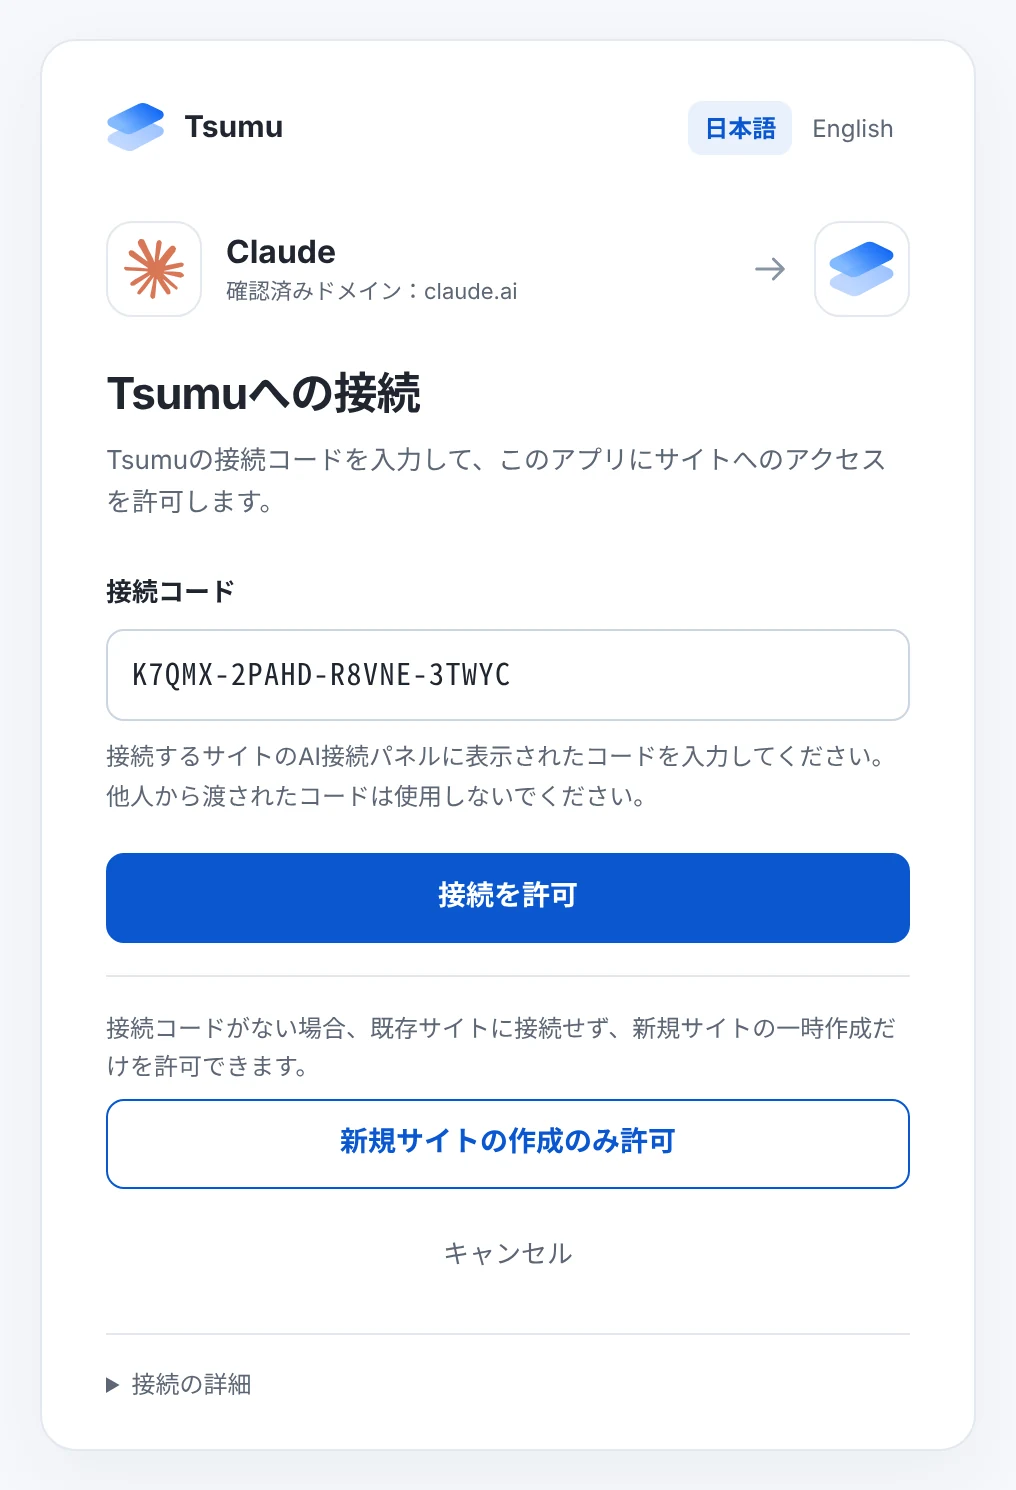 Tsumu
日本語 English
Claude
確認済みドメイン：claude.ai
Tsumuへの接続
Tsumuの接続コードを入力して、このアプリにサイトへのアクセス
を許可します。
接続コード
K7QMX-2PAHD-R8VNE-3TWYC
接続するサイトのAI接続パネルに表示されたコードを入力してください。
他人から渡されたコードは使用しないでください。
接続を許可
接続コードがない場合、既存サイトに接続せず、新規サイトの一時作成だ
けを許可できます。
新規サイトの作成のみ許可
キャンセル
接続の詳細